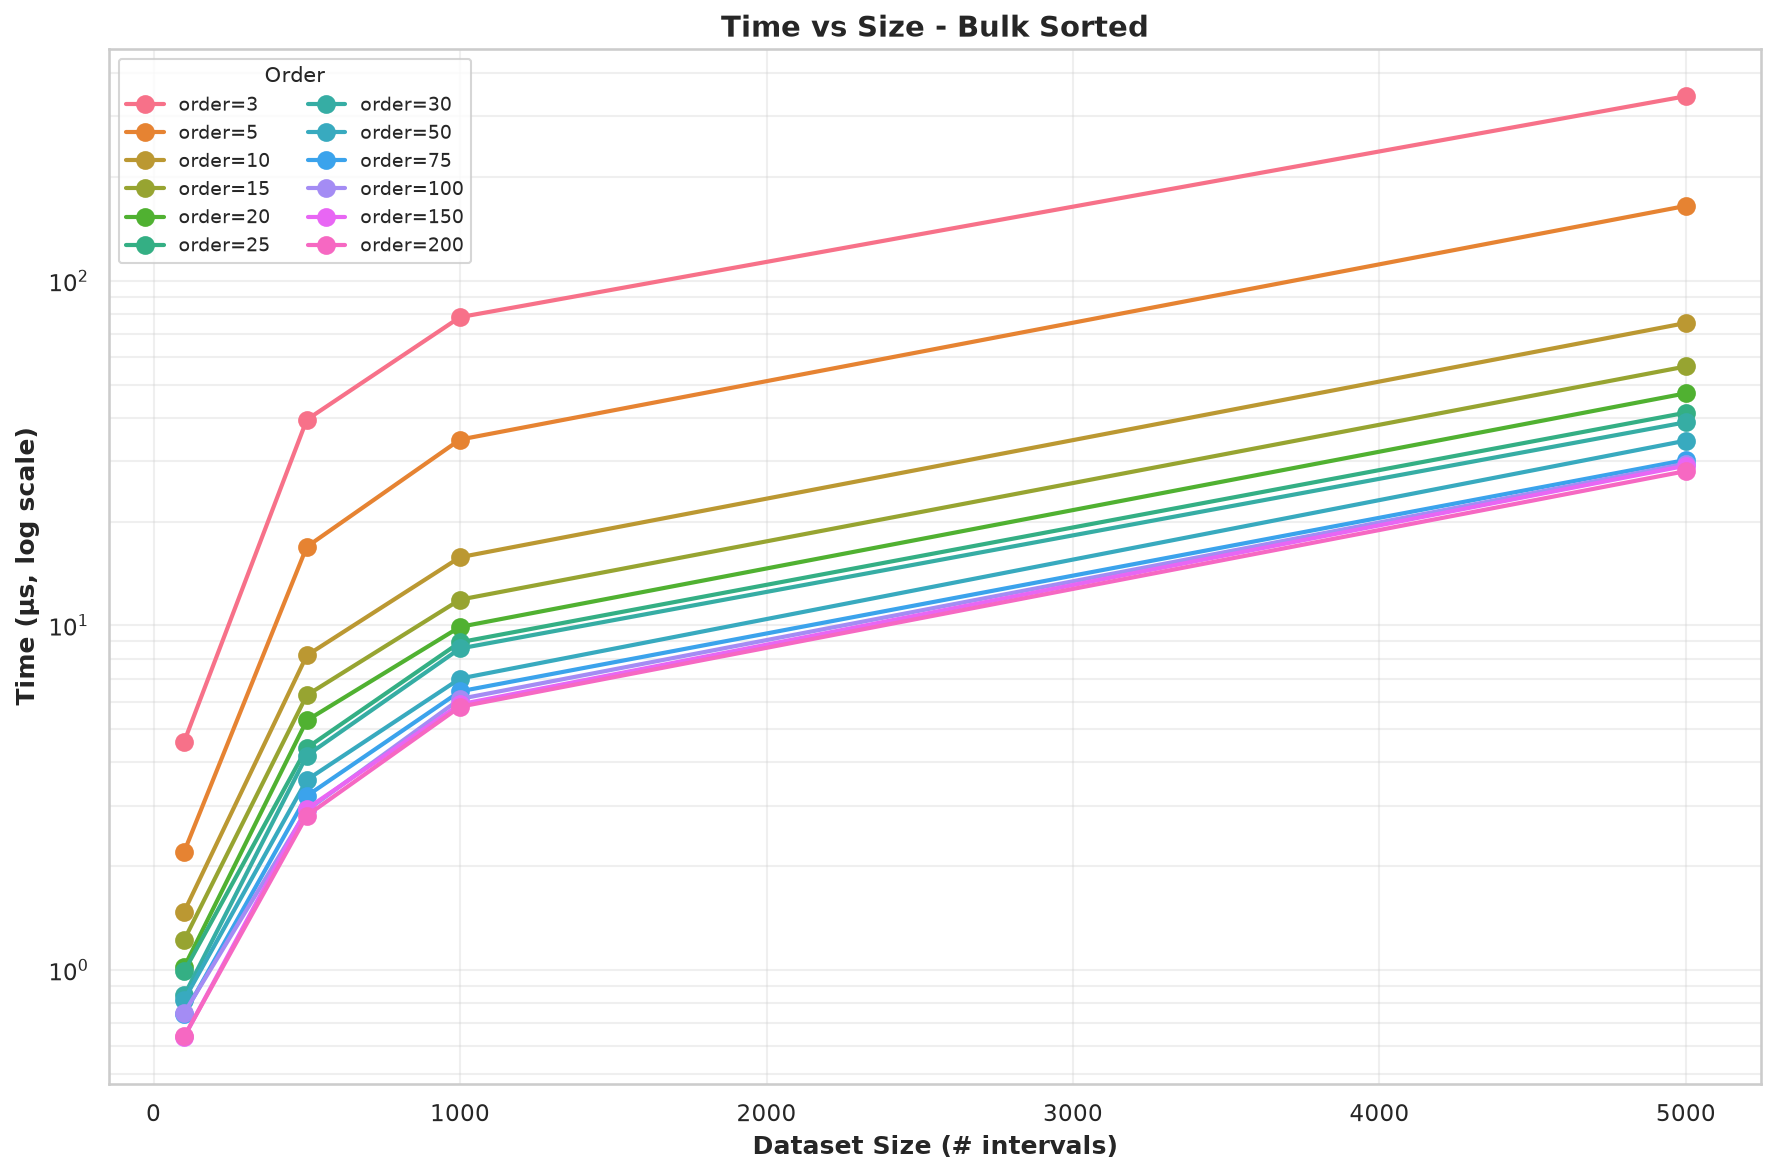 Time vs Size - Bulk Sorted
Order
order=3
order=5
order=10
order=15
order=20
order=25
order=30
order=50
order=75
order=100
order=150
order=200
Time (μs, log scale)
10²
10¹
10⁰
0 1000 2000 3000 4000 5000
Dataset Size (# intervals)